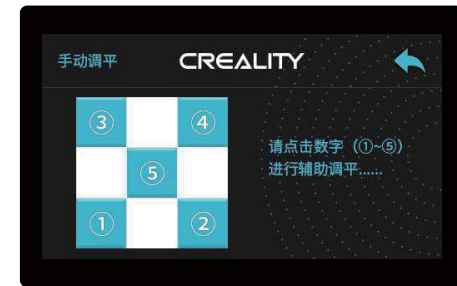 手动调平
CREALITY
③
④
⑤
①
②
请点击数字（①~⑤）
进行辅助调平......